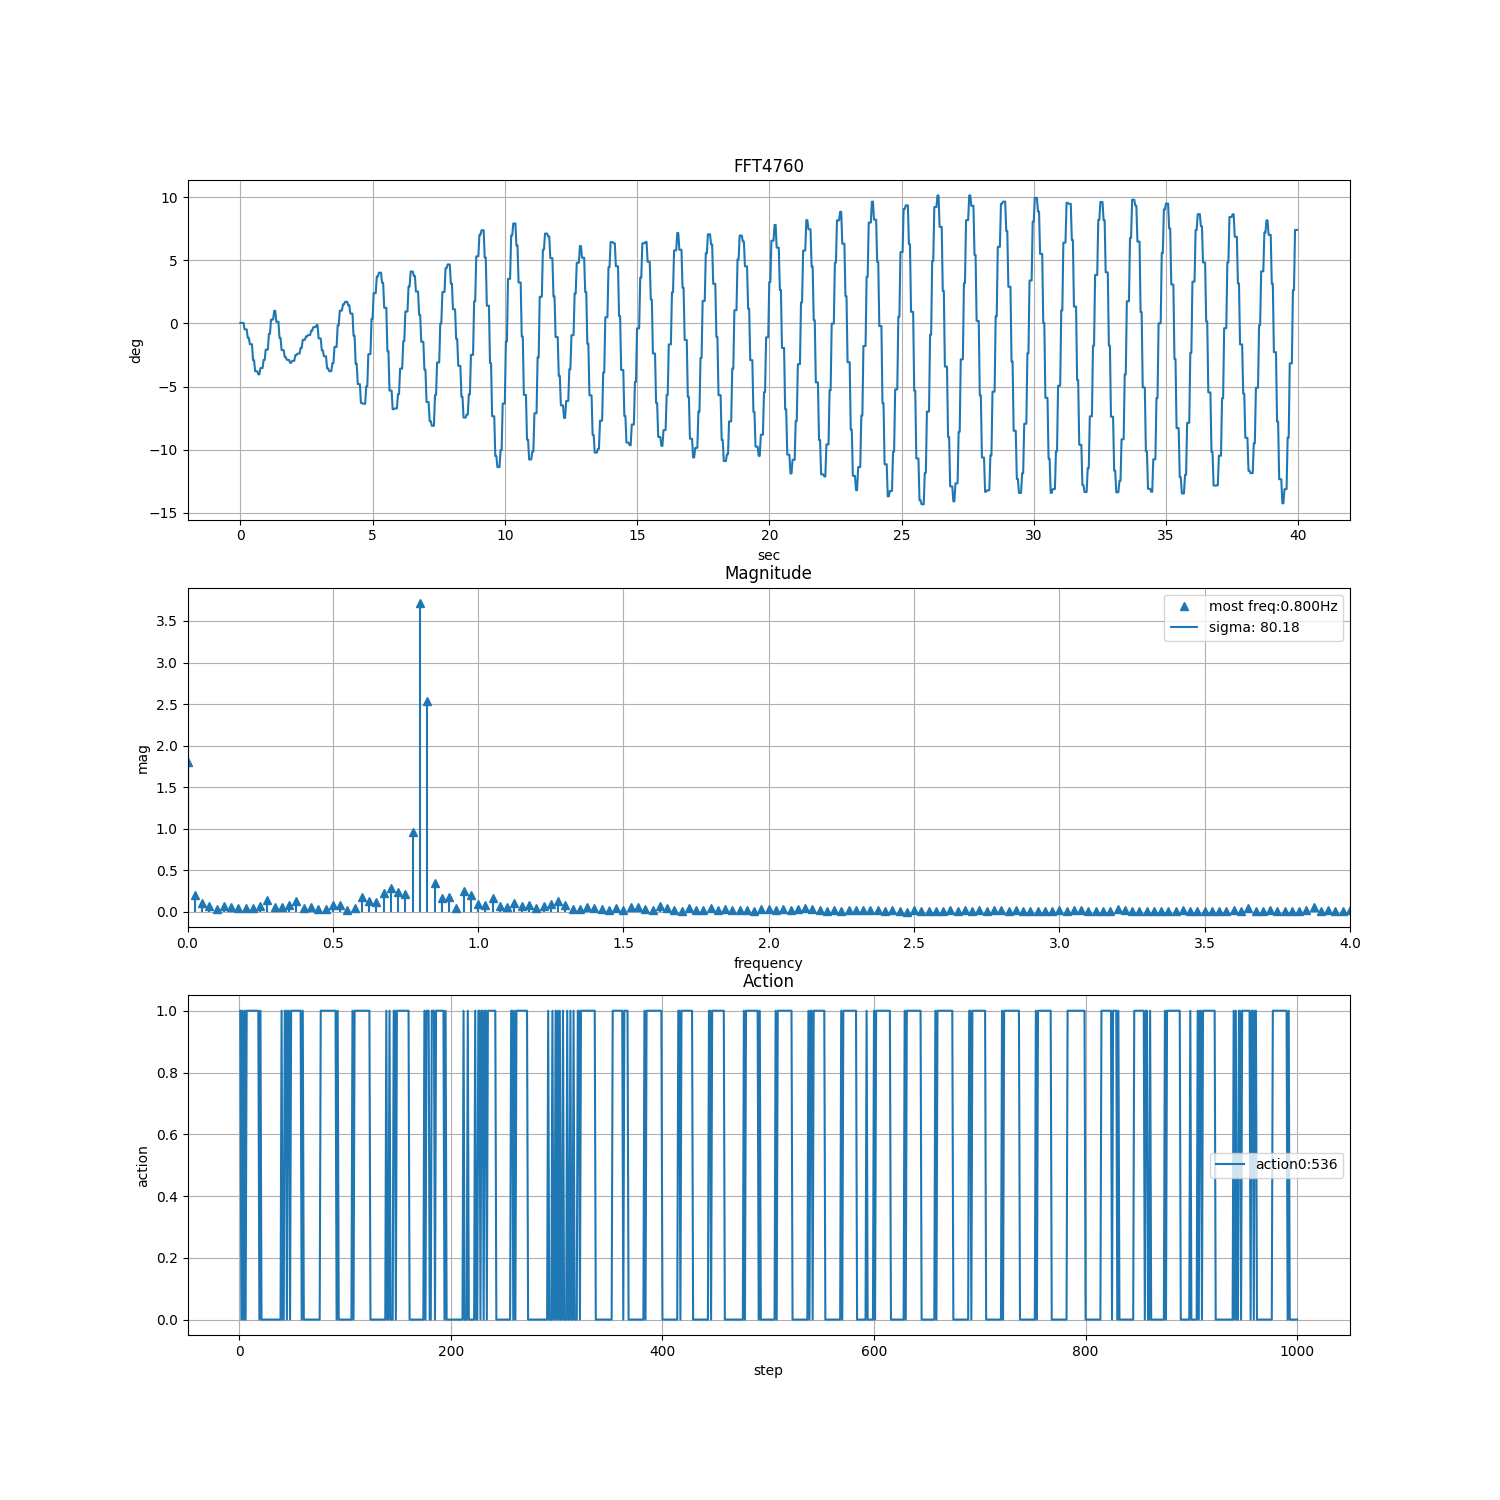 FFT4760
10
5
0
−5
−10
−15
deg
0 5 10 15 20 25 30 35 40
sec
Magnitude
most freq:0.800Hz
sigma: 80.18
3.5
3.0
2.5
2.0
1.5
1.0
0.5
0.0
mag
0.0 0.5 1.0 1.5 2.0 2.5 3.0 3.5 4.0
frequency
Action
1.0
0.8
0.6
0.4
0.2
0.0
action
action0:536
0 200 400 600 800 1000
step